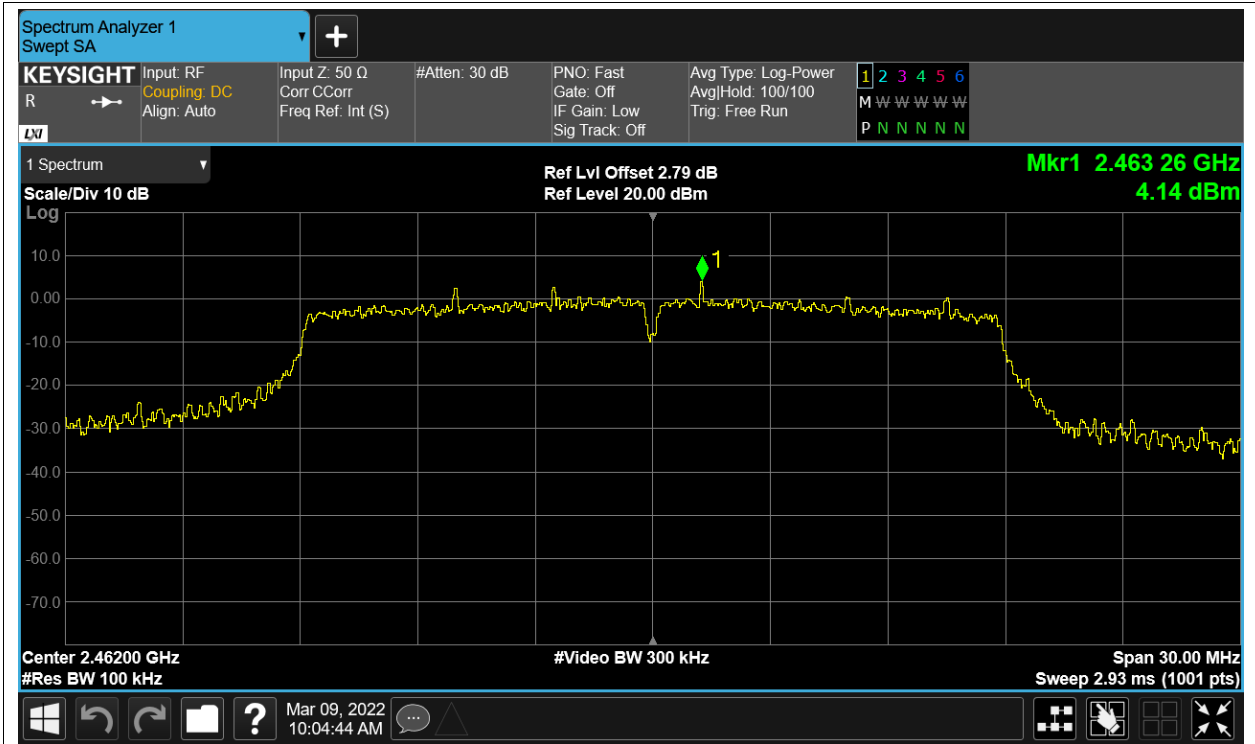 Spectrum Analyzer 1
Swept SA
KEYSIGHT
R
LXI
Input: RF
Coupling: DC
Align: Auto
Input Z: 50 Ω
Corr CCorr
Freq Ref: Int (S)
#Atten: 30 dB
PNO: Fast
Gate: Off
IF Gain: Low
Sig Track: Off
Avg Type: Log-Power
Avg|Hold: 100/100
Trig: Free Run
1 2 3 4 5 6
M W W W W W W
P N N N N N N
1 Spectrum
Scale/Div 10 dB
Log
Ref Lvl Offset 2.79 dB
Ref Level 20.00 dBm
Mkr1 2.463 26 GHz
4.14 dBm
10.0
0.00
-10.0
-20.0
-30.0
-40.0
-50.0
-60.0
-70.0
1
Center 2.46200 GHz
#Res BW 100 kHz
#Video BW 300 kHz
Span 30.00 MHz
Sweep 2.93 ms (1001 pts)
?
Mar 09, 2022
10:04:44 AM